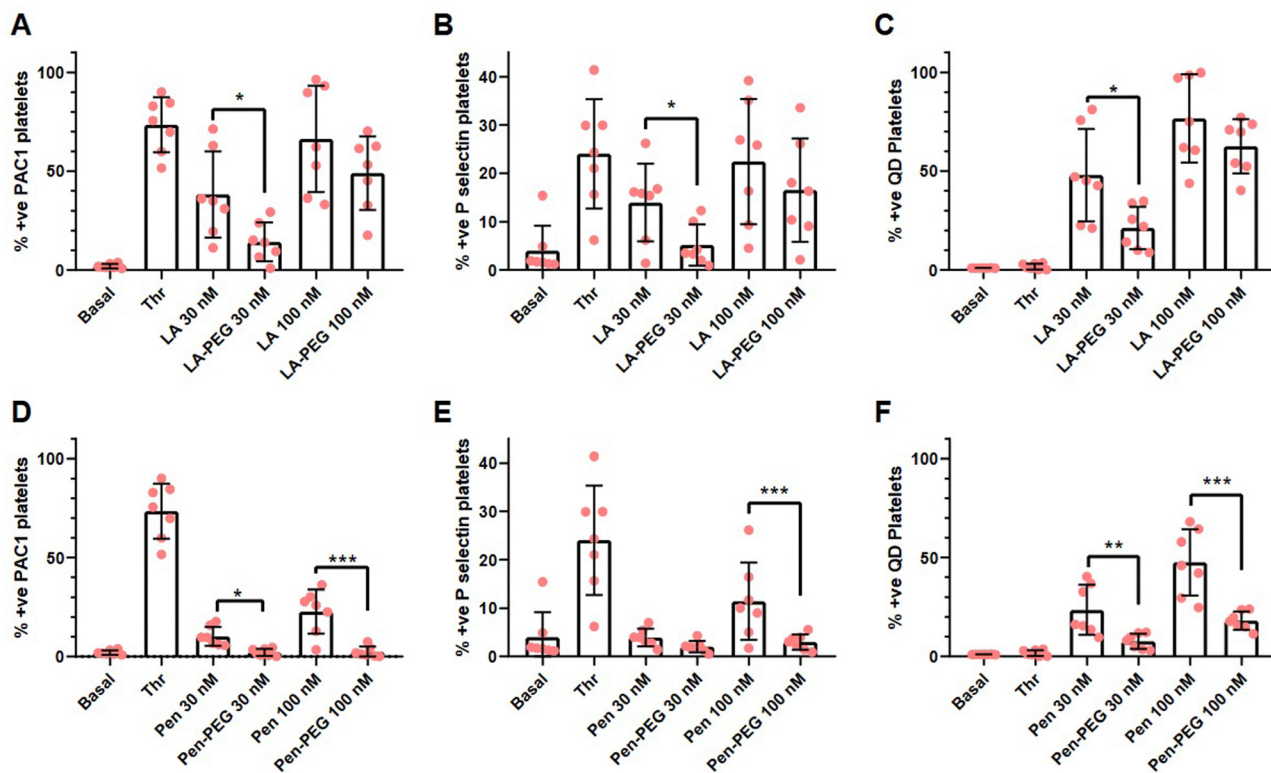 A
% +ve PAC1 platelets
100
50
0
*
Basal
Thr
LA 30 nM
LA-PEG 30 nM
LA 100 nM
LA-PEG 100 nM
B
% +ve P selectin platelets
40
30
20
10
0
*
Basal
Thr
LA 30 nM
LA-PEG 30 nM
LA 100 nM
LA-PEG 100 nM
C
% +ve QD Platelets
100
50
0
*
Basal
Thr
LA 30 nM
LA-PEG 30 nM
LA 100 nM
LA-PEG 100 nM
D
% +ve PAC1 platelets
100
50
0
*
***
Basal
Thr
Pen 30 nM
Pen-PEG 30 nM
Pen 100 nM
Pen-PEG 100 nM
E
% +ve P selectin platelets
40
30
20
10
0
***
Basal
Thr
Pen 30 nM
Pen-PEG 30 nM
Pen 100 nM
Pen-PEG 100 nM
F
% +ve QD Platelets
100
50
0
**
***
Basal
Thr
Pen 30 nM
Pen-PEG 30 nM
Pen 100 nM
Pen-PEG 100 nM